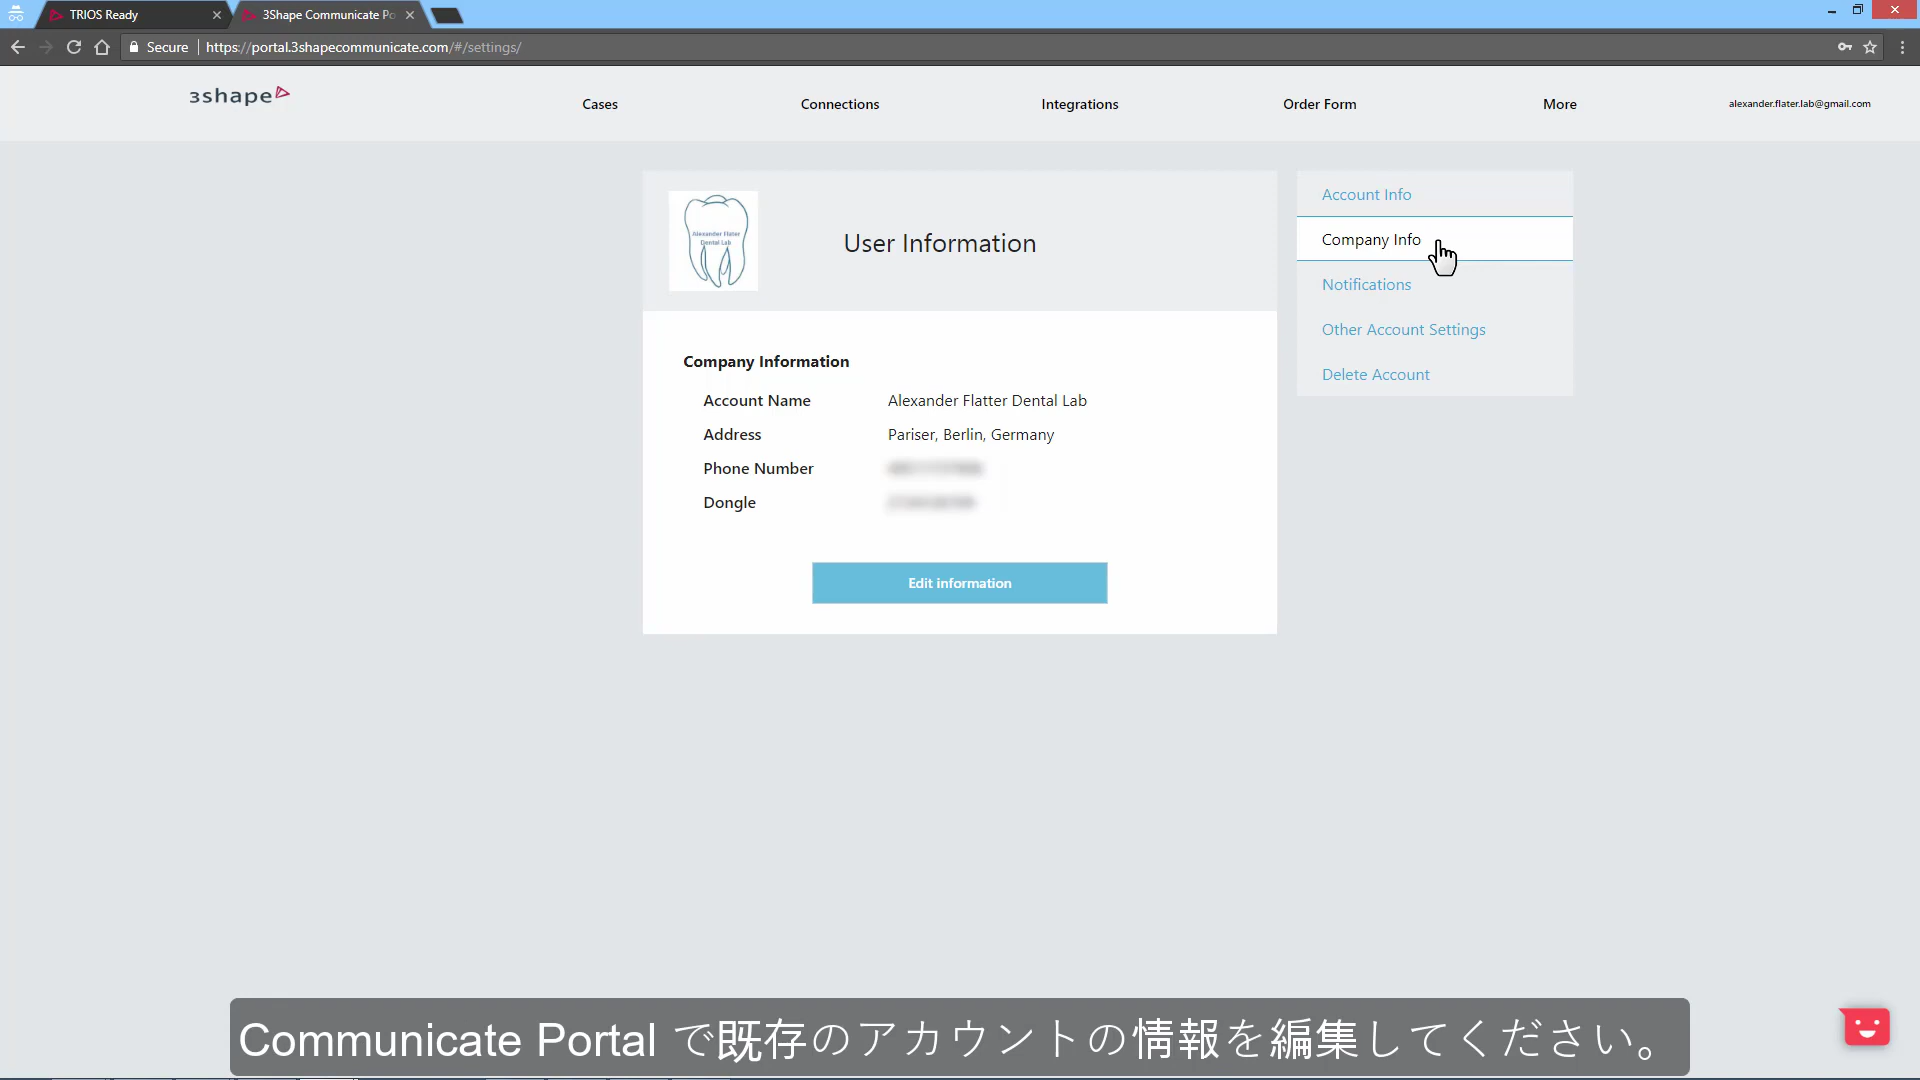 TRIOS Ready
3Shape Communicate Po
Secure
https://portal.3shapecommunicate.com/#/settings/
3shape
Cases
Connections
Integrations
Order Form
More
alexander.flater.lab@gmail.com
Alexander Flater
Dental Lab
User Information
Account Info
Company Info
Notifications
Other Account Settings
Delete Account
Company Information
Account Name Alexander Flatter Dental Lab
Address Pariser, Berlin, Germany
Phone Number
Dongle
Edit information
Communicate Portal で既存のアカウントの情報を編集してください。